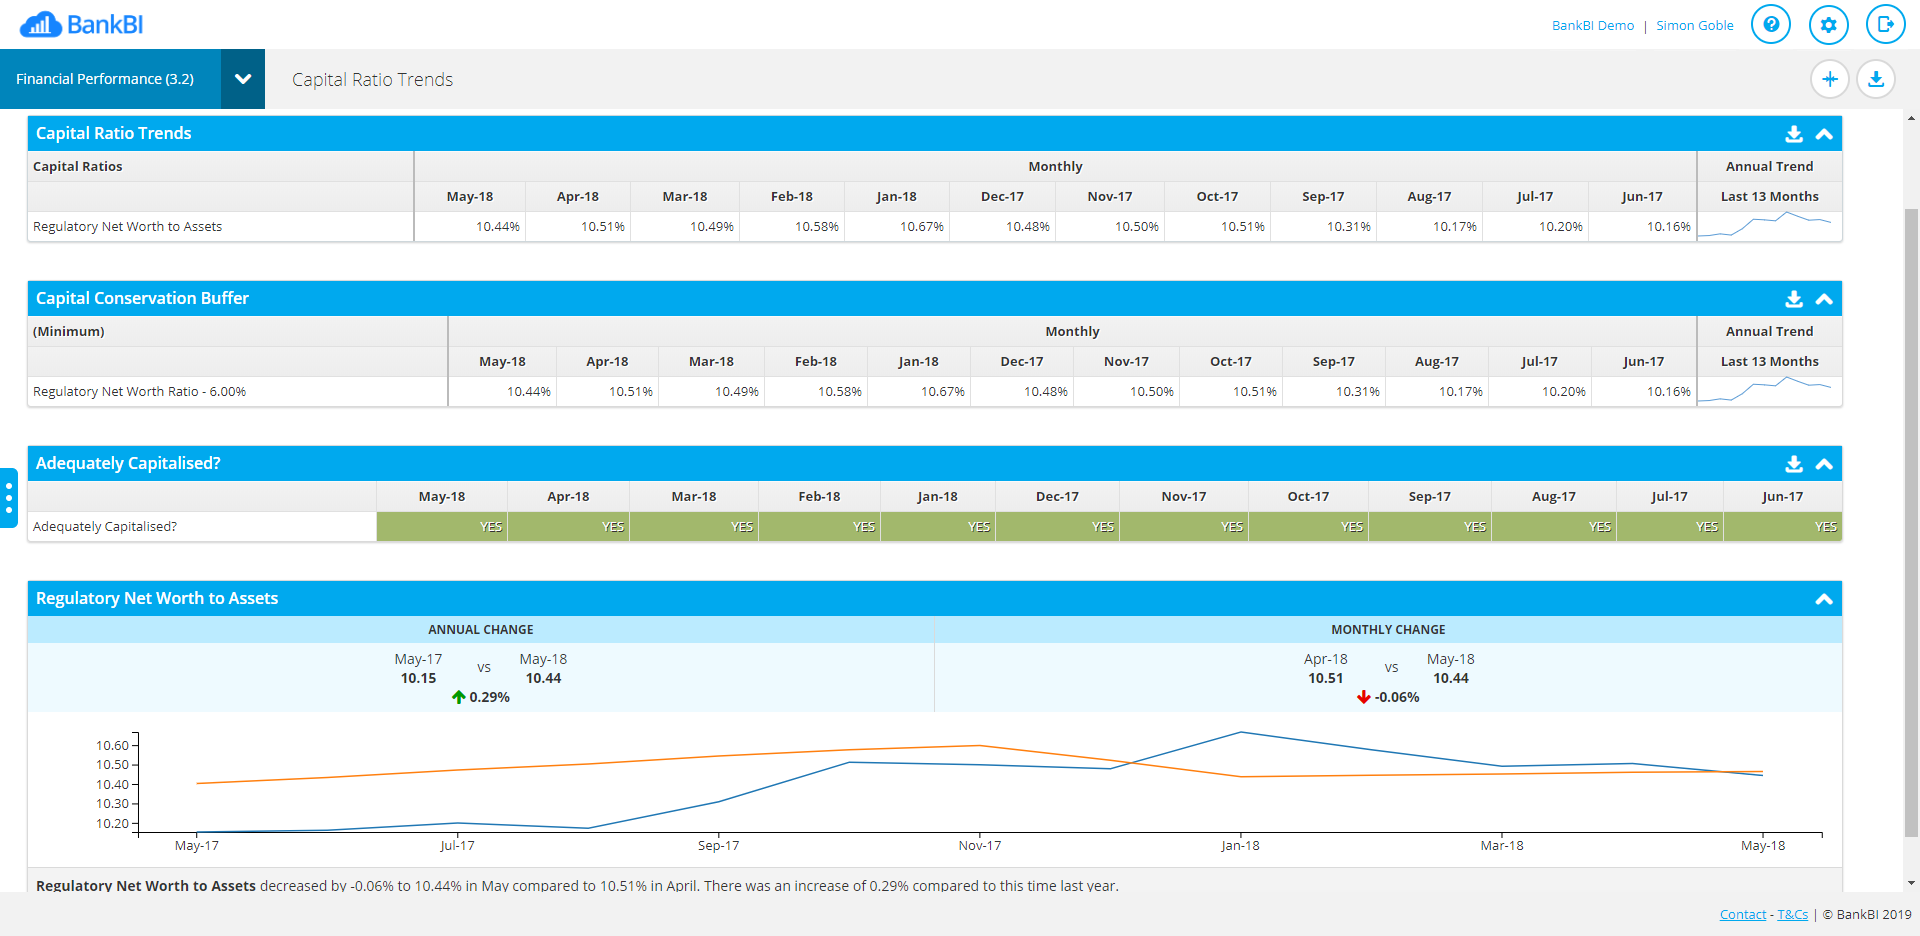 BankBI
BankBI Demo | Simon Goble
Financial Performance (3.2)
Capital Ratio Trends
Capital Ratio Trends
Capital Ratios Monthly Annual Trend
May-18 Apr-18 Mar-18 Feb-18 Jan-18 Dec-17 Nov-17 Oct-17 Sep-17 Aug-17 Jul-17 Jun-17 Last 13 Months
Regulatory Net Worth to Assets 10.44% 10.51% 10.49% 10.58% 10.67% 10.48% 10.50% 10.51% 10.31% 10.17% 10.20% 10.16%
Capital Conservation Buffer
(Minimum) Monthly Annual Trend
May-18 Apr-18 Mar-18 Feb-18 Jan-18 Dec-17 Nov-17 Oct-17 Sep-17 Aug-17 Jul-17 Jun-17 Last 13 Months
Regulatory Net Worth Ratio - 6.00% 10.44% 10.51% 10.49% 10.58% 10.67% 10.48% 10.50% 10.51% 10.31% 10.17% 10.20% 10.16%
Adequately Capitalised?
May-18 Apr-18 Mar-18 Feb-18 Jan-18 Dec-17 Nov-17 Oct-17 Sep-17 Aug-17 Jul-17 Jun-17
Adequately Capitalised? YES YES YES YES YES YES YES YES YES YES YES YES
Regulatory Net Worth to Assets
ANNUAL CHANGE MONTHLY CHANGE
May-17 vs May-18 Apr-18 vs May-18
10.15 10.44 10.51 10.44
0.29% -0.06%
10.60
10.50
10.40
10.30
10.20
May-17 Jul-17 Sep-17 Nov-17 Jan-18 Mar-18 May-18
Regulatory Net Worth to Assets decreased by -0.06% to 10.44% in May compared to 10.51% in April. There was an increase of 0.29% compared to this time last year.
Contact - T&Cs | © BankBI 2019